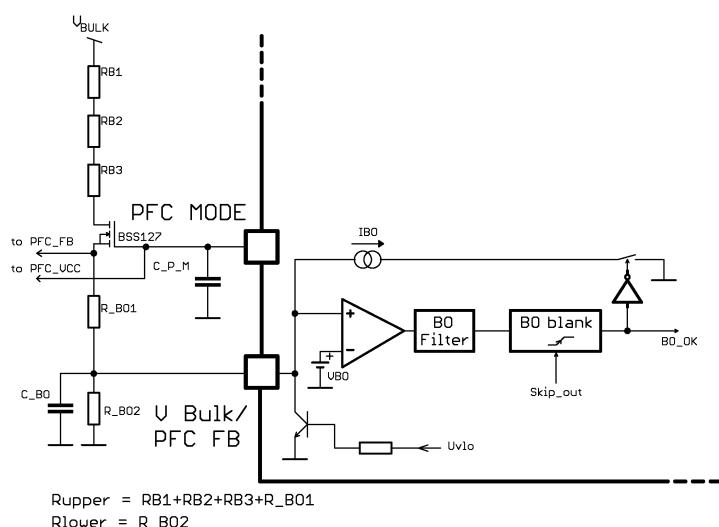 VBULK
RB1
RB2
RB3
PFC MODE
BSS127
to PFC_FB
to PFC_VCC
C_P_M
IBO
R_BO1
+
-
+
VBO
BO
Filter
BO blank
BO_OK
Skip_out
C_BO
R_BO2
V Bulk/
PFC FB
Uvlo
Rupper = RB1+RB2+RB3+R_BO1
Rlower = R_BO2